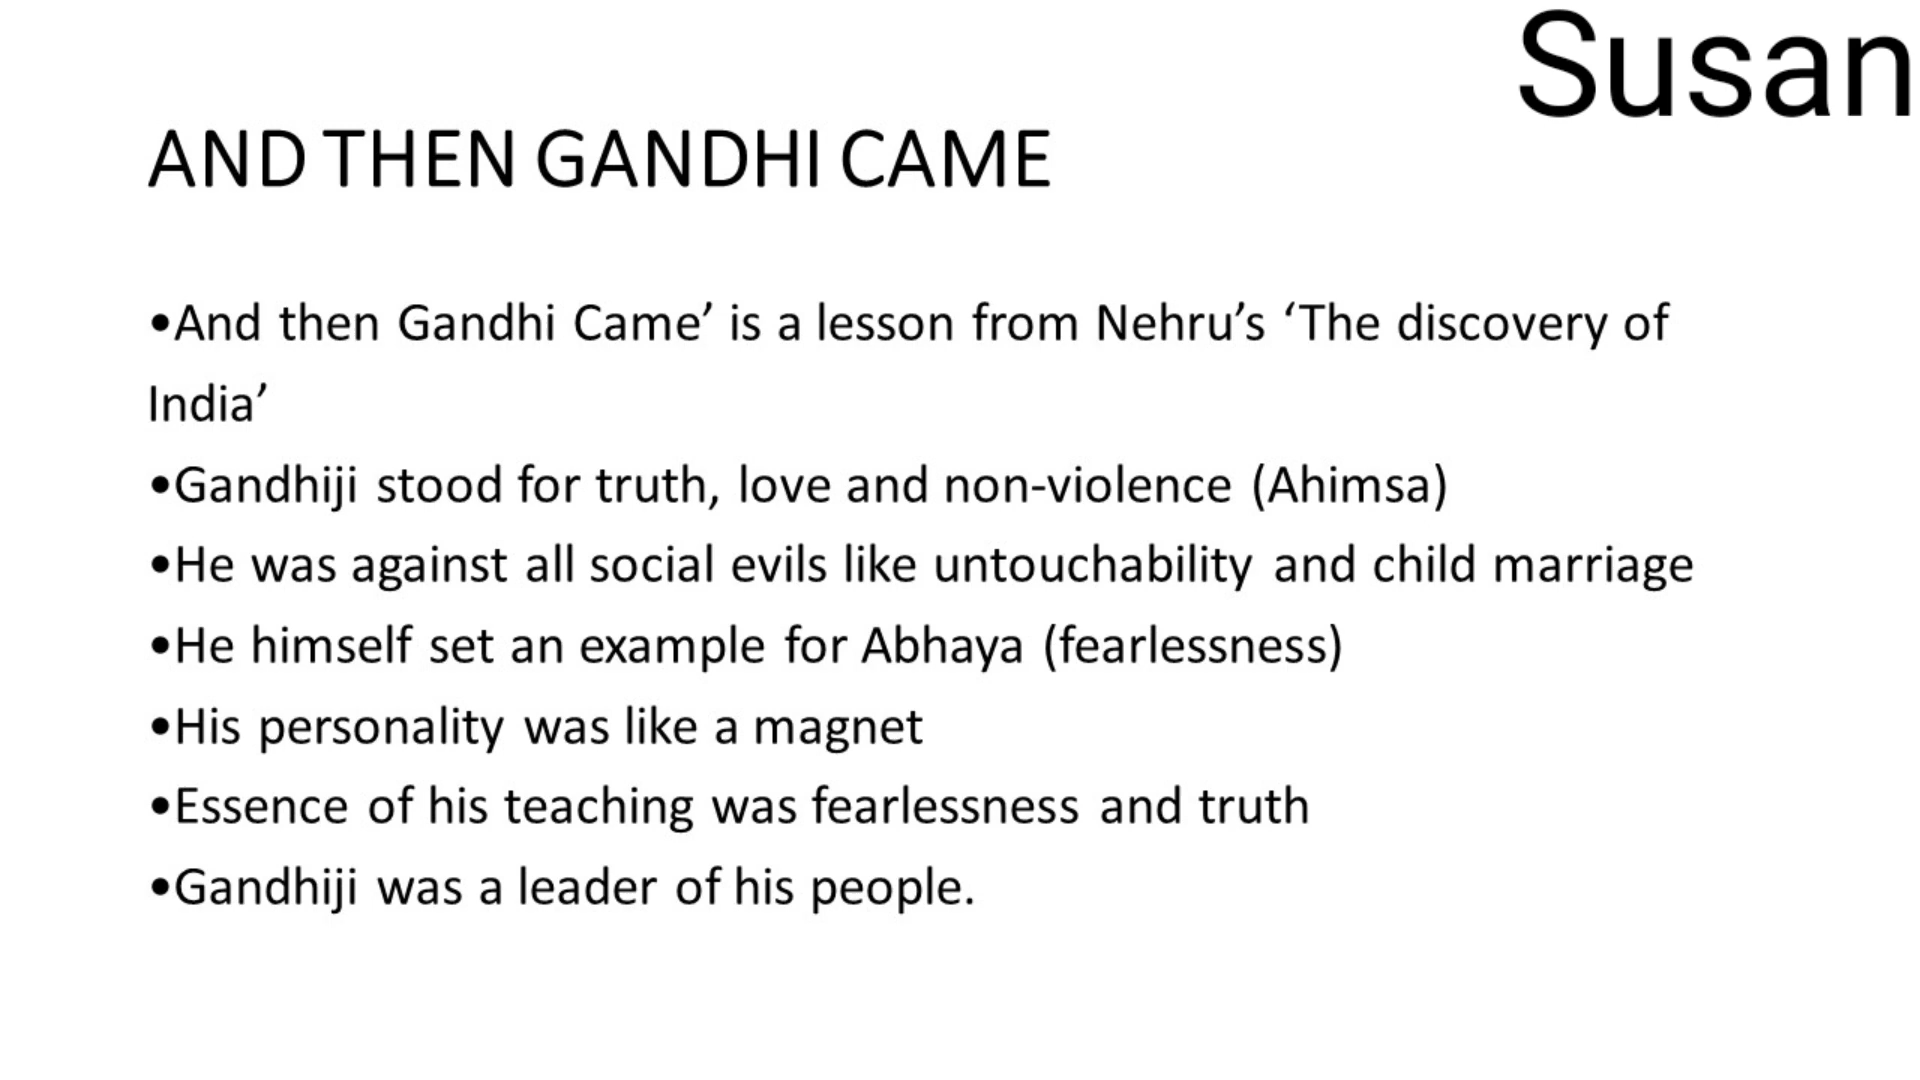 Susan
AND THEN GANDHI CAME
•And then Gandhi Came’ is a lesson from Nehru’s ‘The discovery of
India’
•Gandhiji stood for truth, love and non-violence (Ahimsa)
•He was against all social evils like untouchability and child marriage
•He himself set an example for Abhaya (fearlessness)
•His personality was like a magnet
•Essence of his teaching was fearlessness and truth
•Gandhiji was a leader of his people.